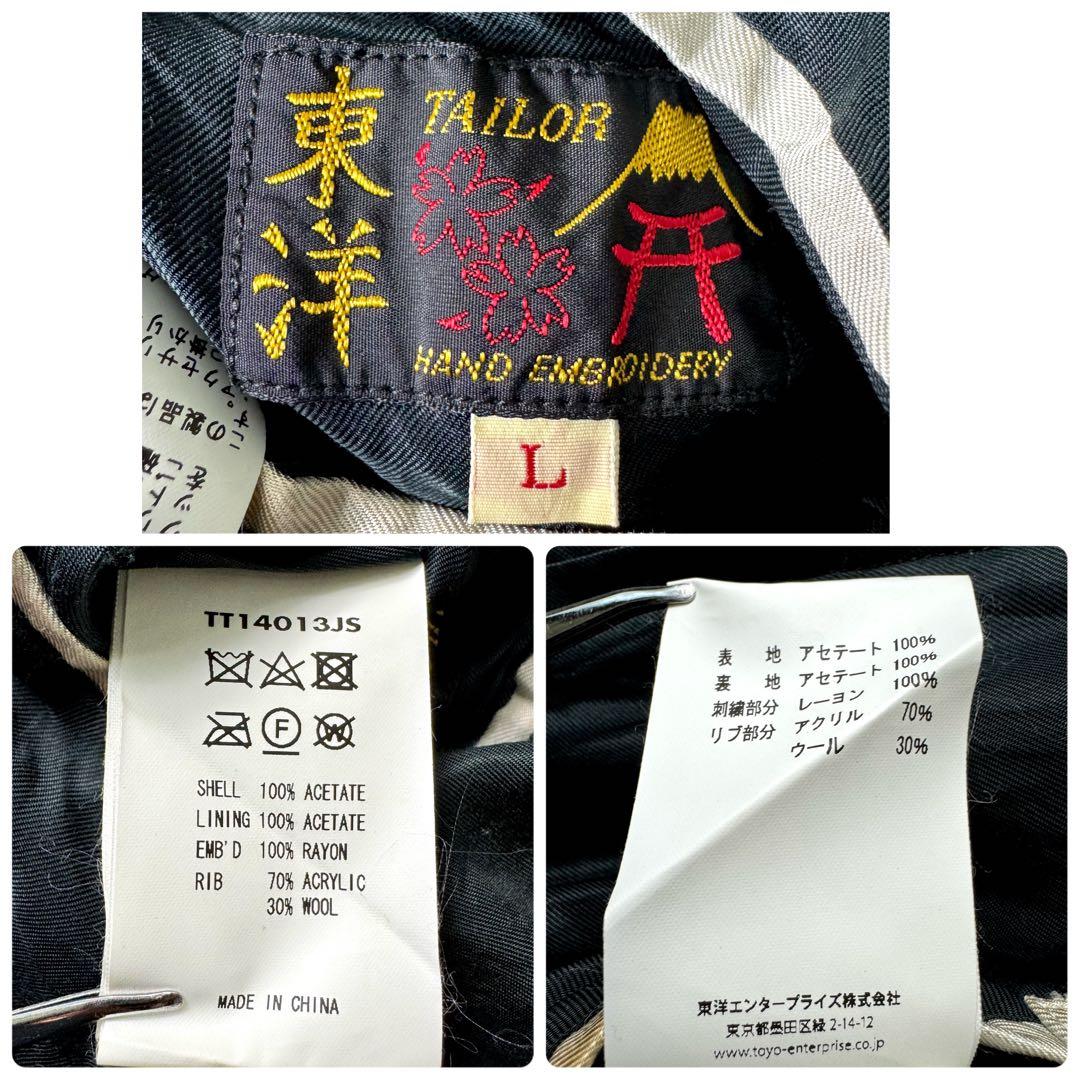 東洋
TAILOR
HAND EMBROIDERY
L
TT14013JS
F
W
SHELL 100% ACETATE
LINING 100% ACETATE
EMB'D 100% RAYON
RIB 70% ACRYLIC
30% WOOL
MADE IN CHINA
表 地 アセテート 100%
裏 地 アセテート 100%
刺繍部分 レーヨン 100%
リブ部分 アクリル 70%
ウール 30%
東洋エンタープライズ株式会社
東京都墨田区緑 2-14-12
www.toyo-enterprise.co.jp